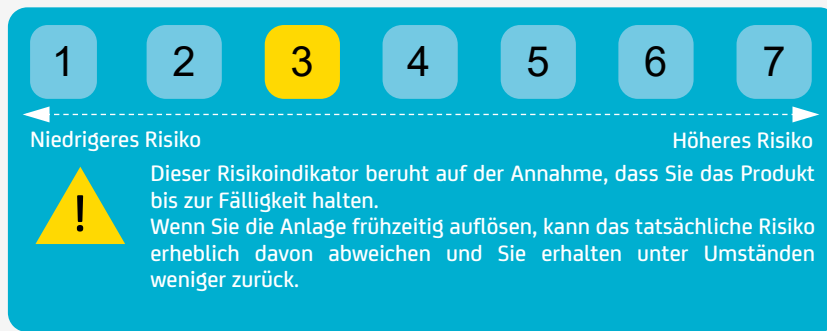 1 2 3 4 5 6 7
Niedrigeres Risiko Höheres Risiko
Dieser Risikoindikator beruht auf der Annahme, dass Sie das Produkt
bis zur Fälligkeit halten.
Wenn Sie die Anlage frühzeitig auflösen, kann das tatsächliche Risiko
erheblich davon abweichen und Sie erhalten unter Umständen
weniger zurück.
!